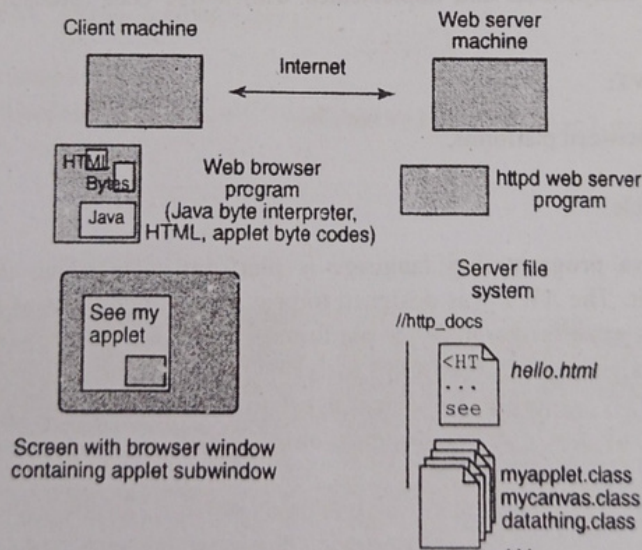 Client machine
Web server
machine
Internet
HTML
Bytes
Java
Web browser
program
(Java byte interpreter,
HTML, applet byte codes)
httpd web server
program
See my
applet
Screen with browser window
containing applet subwindow
Server file
system
//http_docs
<HT
...
see
hello.html
myapplet.class
mycanvas.class
datathing.class